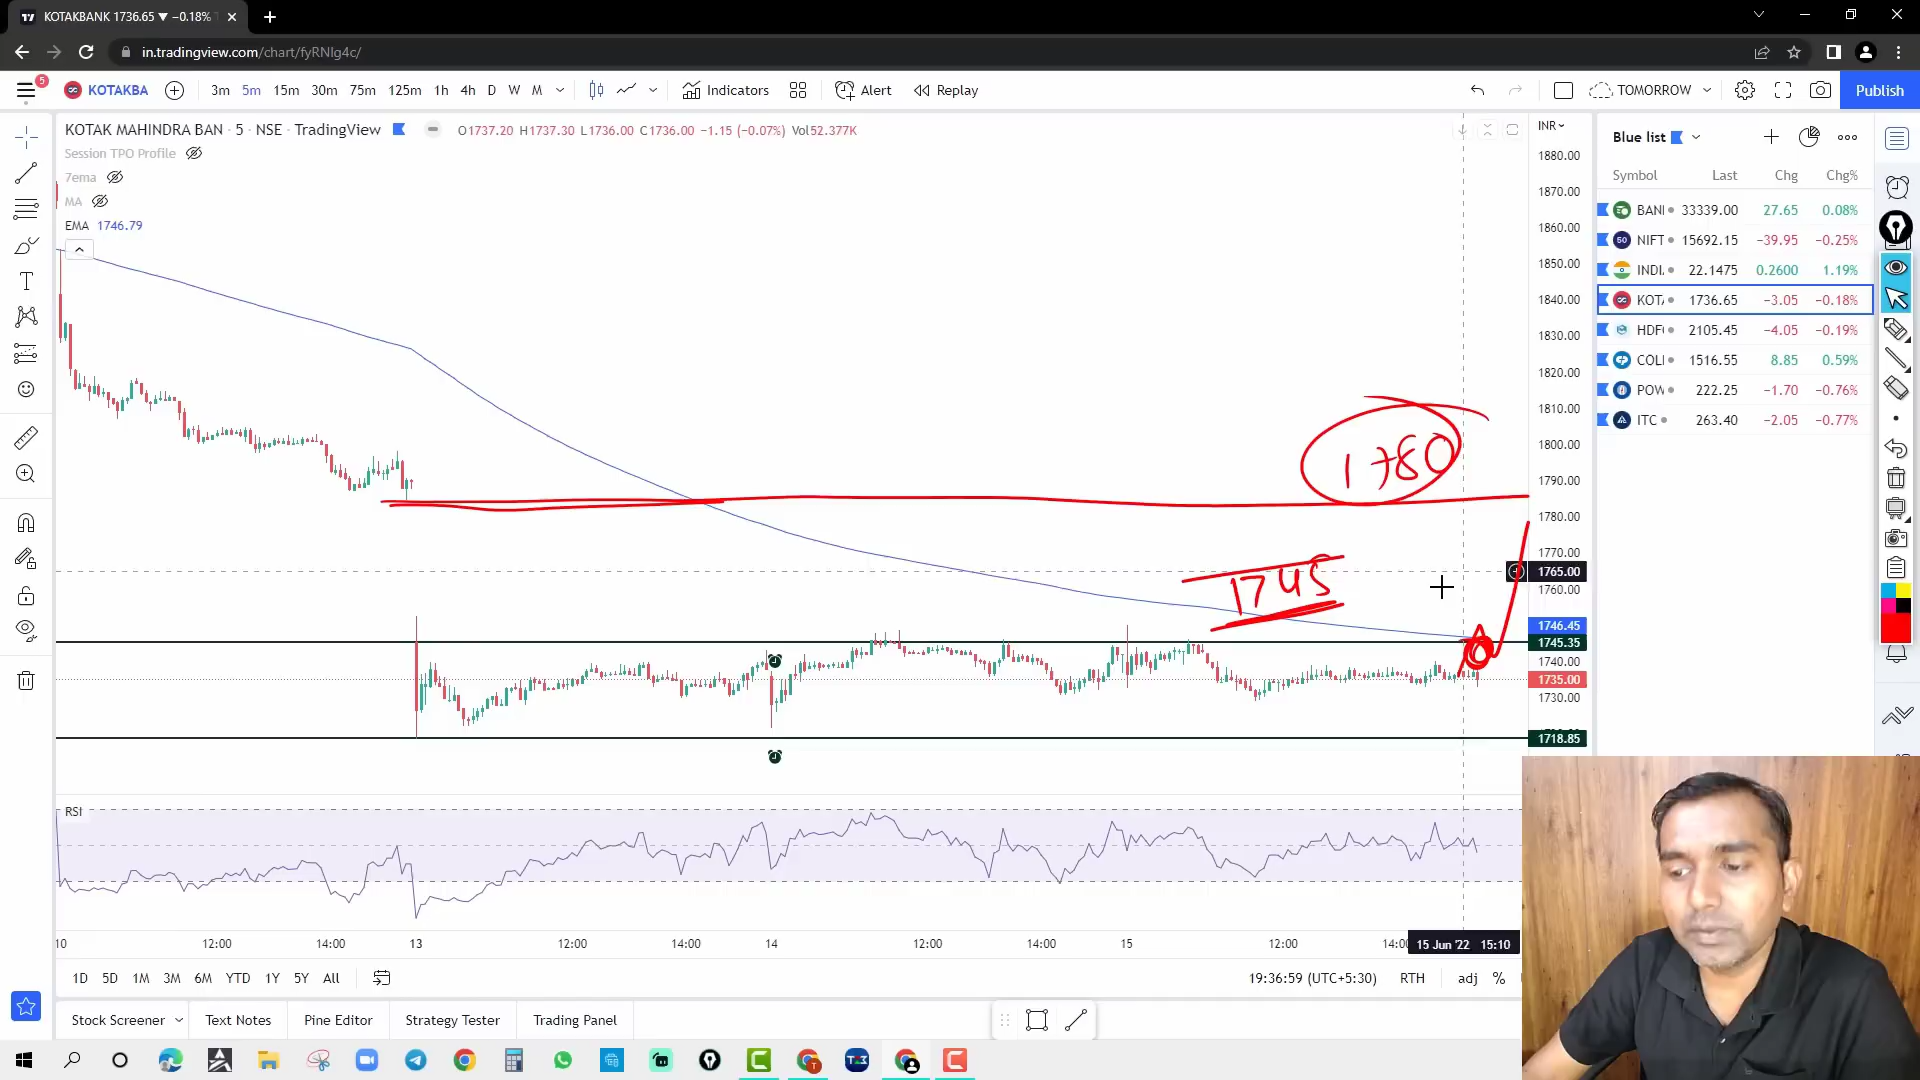 KOTAKBANK 1736.65 ▼ −0.18%
in.tradingview.com/chart/fyRNIg4c/
5
KOTAKBA
3m 5m 15m 30m 75m 125m 1h 4h D W M
Indicators
Alert
Replay
TOMORROW
Publish
KOTAK MAHINDRA BAN · 5 · NSE · TradingView
O1737.20 H1737.30 L1736.00 C1736.00 −1.15 (−0.07%) Vol52.377K
Session TPO Profile
7ema
MA
EMA 1746.79
INR
1880.00
1870.00
1860.00
1850.00
1840.00
1830.00
1820.00
1810.00
1800.00
1790.00
1780.00
1770.00
1765.00
1760.00
1746.45
1745.35
1740.00
1735.00
1730.00
1718.85
1780
1745
Blue list
Symbol Last Chg Chg%
BANI 33339.00 27.65 0.08%
NIFT 15692.15 −39.95 −0.25%
INDI 22.1475 0.2600 1.19%
KOT 1736.65 −3.05 −0.18%
HDF 2105.45 −4.05 −0.19%
COLI 1516.55 8.85 0.59%
POW 222.25 −1.70 −0.76%
ITC 263.40 −2.05 −0.77%
RSI
10 12:00 14:00 13 12:00 14:00 14 12:00 14:00 15 12:00 14:0 15 Jun '22 15:10
1D 5D 1M 3M 6M YTD 1Y 5Y All
19:36:59 (UTC+5:30) RTH adj %
Stock Screener Text Notes Pine Editor Strategy Tester Trading Panel